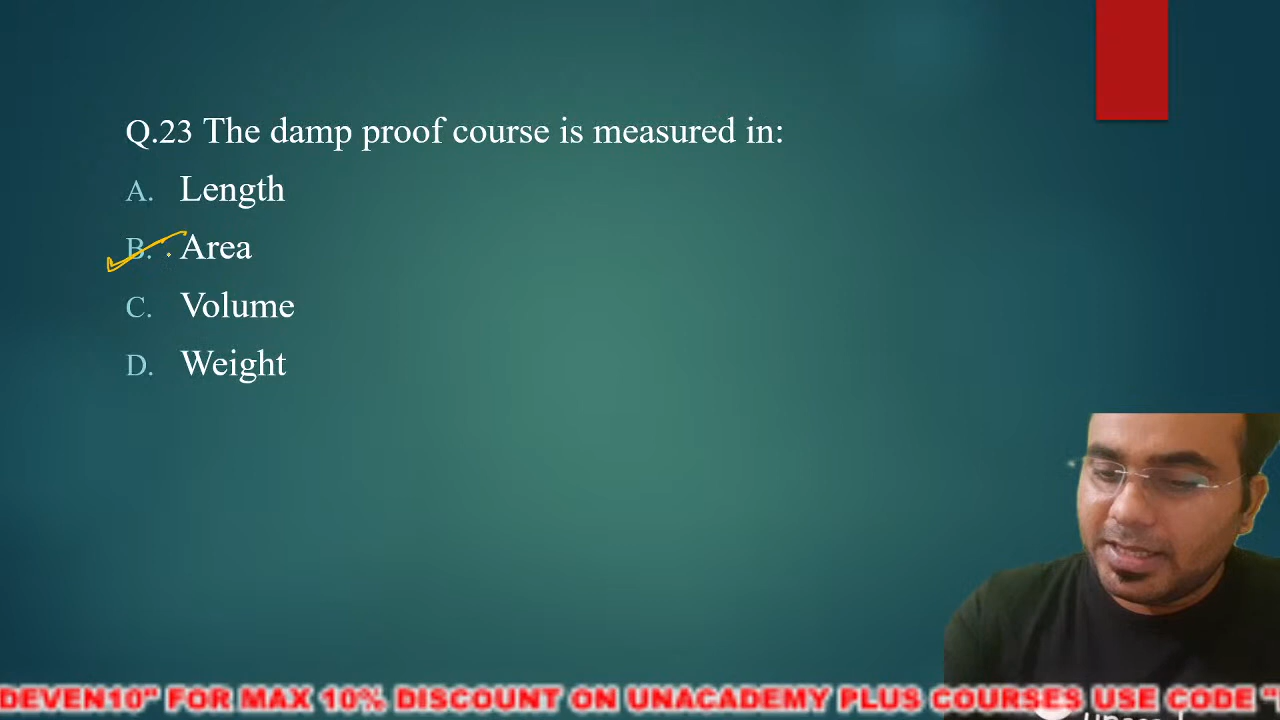 Q.23 The damp proof course is measured in:
A. Length
B. Area
C. Volume
D. Weight
DEVEN10" FOR MAX 10% DISCOUNT ON UNACADEMY PLUS COURSES USE CODE "